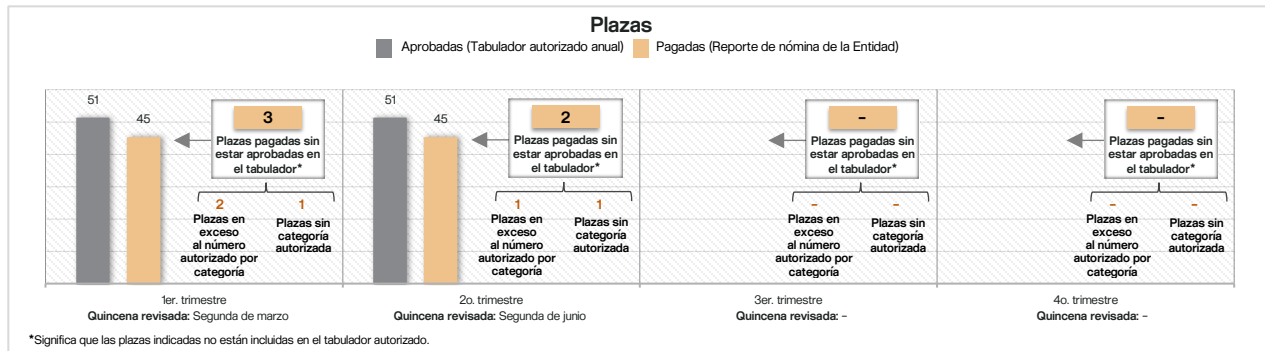 Plazas
Aprobadas (Tabulador autorizado anual) Pagadas (Reporte de nómina de la Entidad)
51
45
3
Plazas pagadas sin
estar aprobadas en
el tabulador*
2
Plazas en
exceso
al número
autorizado por
categoría
1
Plazas sin
categoría
autorizada
1er. trimestre
Quincena revisada: Segunda de marzo
51
45
2
Plazas pagadas sin
estar aprobadas en
el tabulador*
1
Plazas en
exceso
al número
autorizado por
categoría
1
Plazas sin
categoría
autorizada
2o. trimestre
Quincena revisada: Segunda de junio
-
Plazas pagadas sin
estar aprobadas en
el tabulador*
-
Plazas en
exceso
al número
autorizado por
categoría
-
Plazas sin
categoría
autorizada
3er. trimestre
Quincena revisada: -
-
Plazas pagadas sin
estar aprobadas en
el tabulador*
-
Plazas en
exceso
al número
autorizado por
categoría
-
Plazas sin
categoría
autorizada
4o. trimestre
Quincena revisada: -
*Significa que las plazas indicadas no están incluidas en el tabulador autorizado.